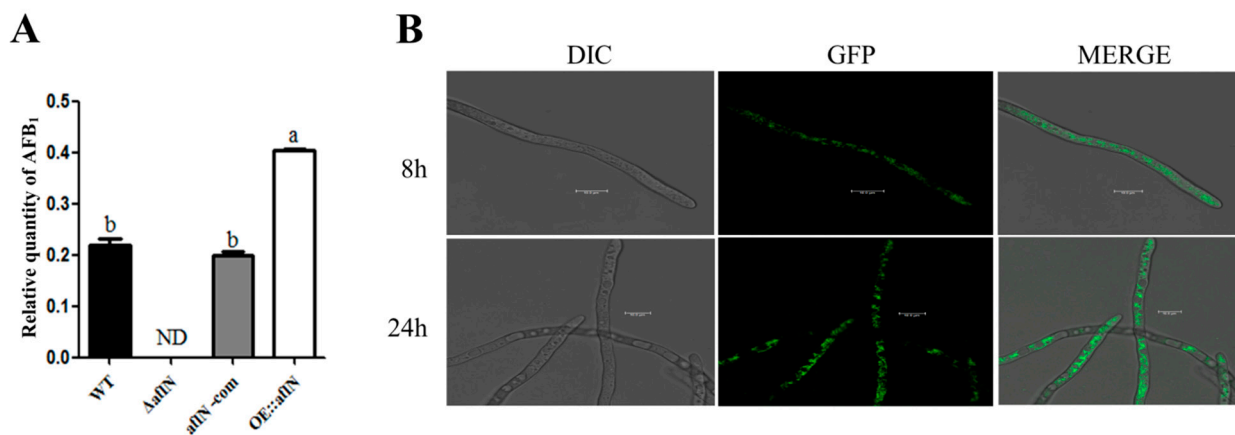 A
B
DIC
GFP
MERGE
Relative quantity of AFB₁
0.5
0.4
0.3
0.2
0.1
0.0
b
ND
b
a
WT
ΔaflN
aflN -com
OE::aflN
8h
24h